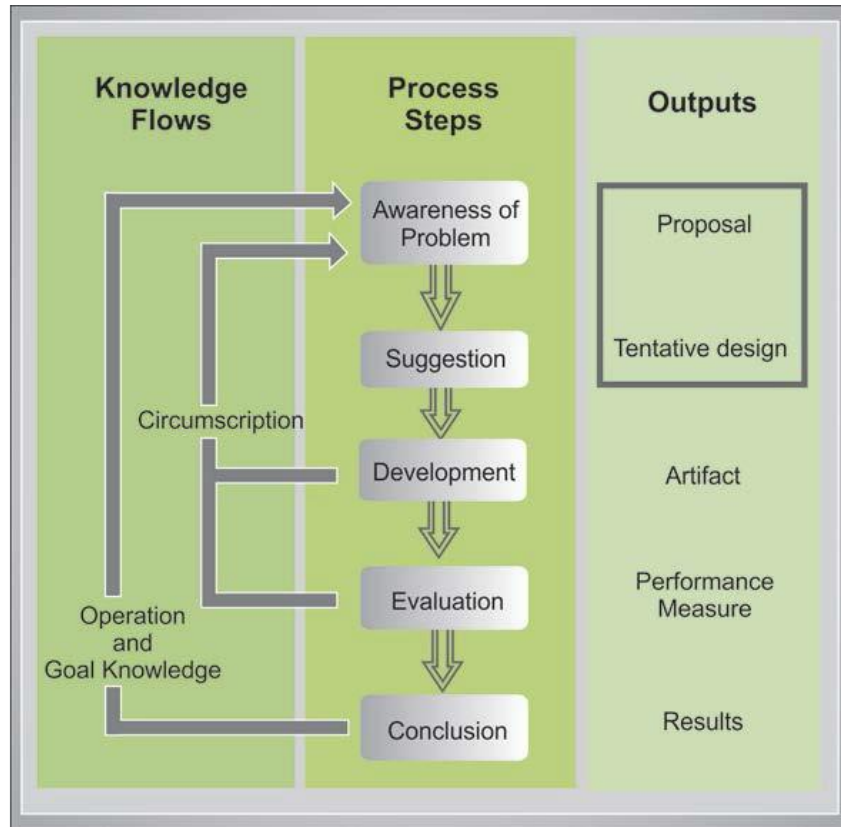 Knowledge
Flows
Process
Steps
Outputs
Awareness of
Problem
Proposal
Suggestion
Tentative design
Circumscription
Development
Artifact
Evaluation
Performance
Measure
Operation
and
Goal Knowledge
Conclusion
Results